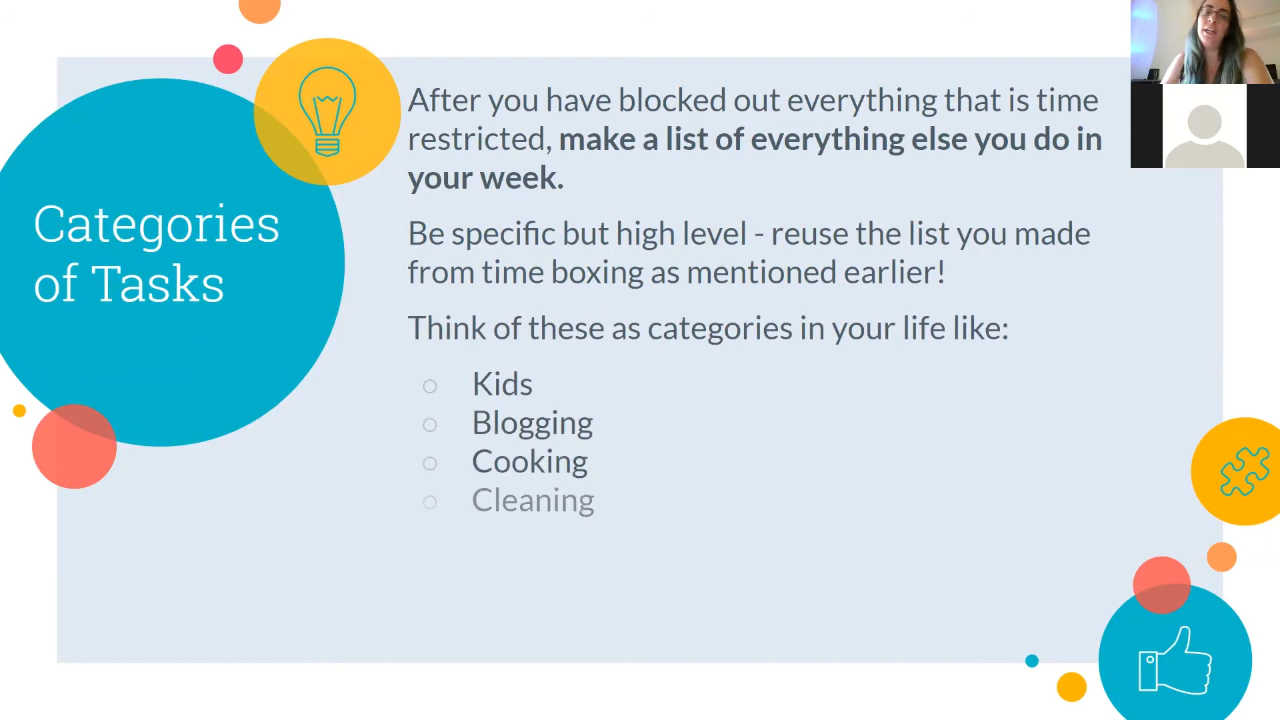 Categories
of Tasks
After you have blocked out everything that is time
restricted, make a list of everything else you do in
your week.
Be specific but high level - reuse the list you made
from time boxing as mentioned earlier!
Think of these as categories in your life like:
Kids
Blogging
Cooking
Cleaning